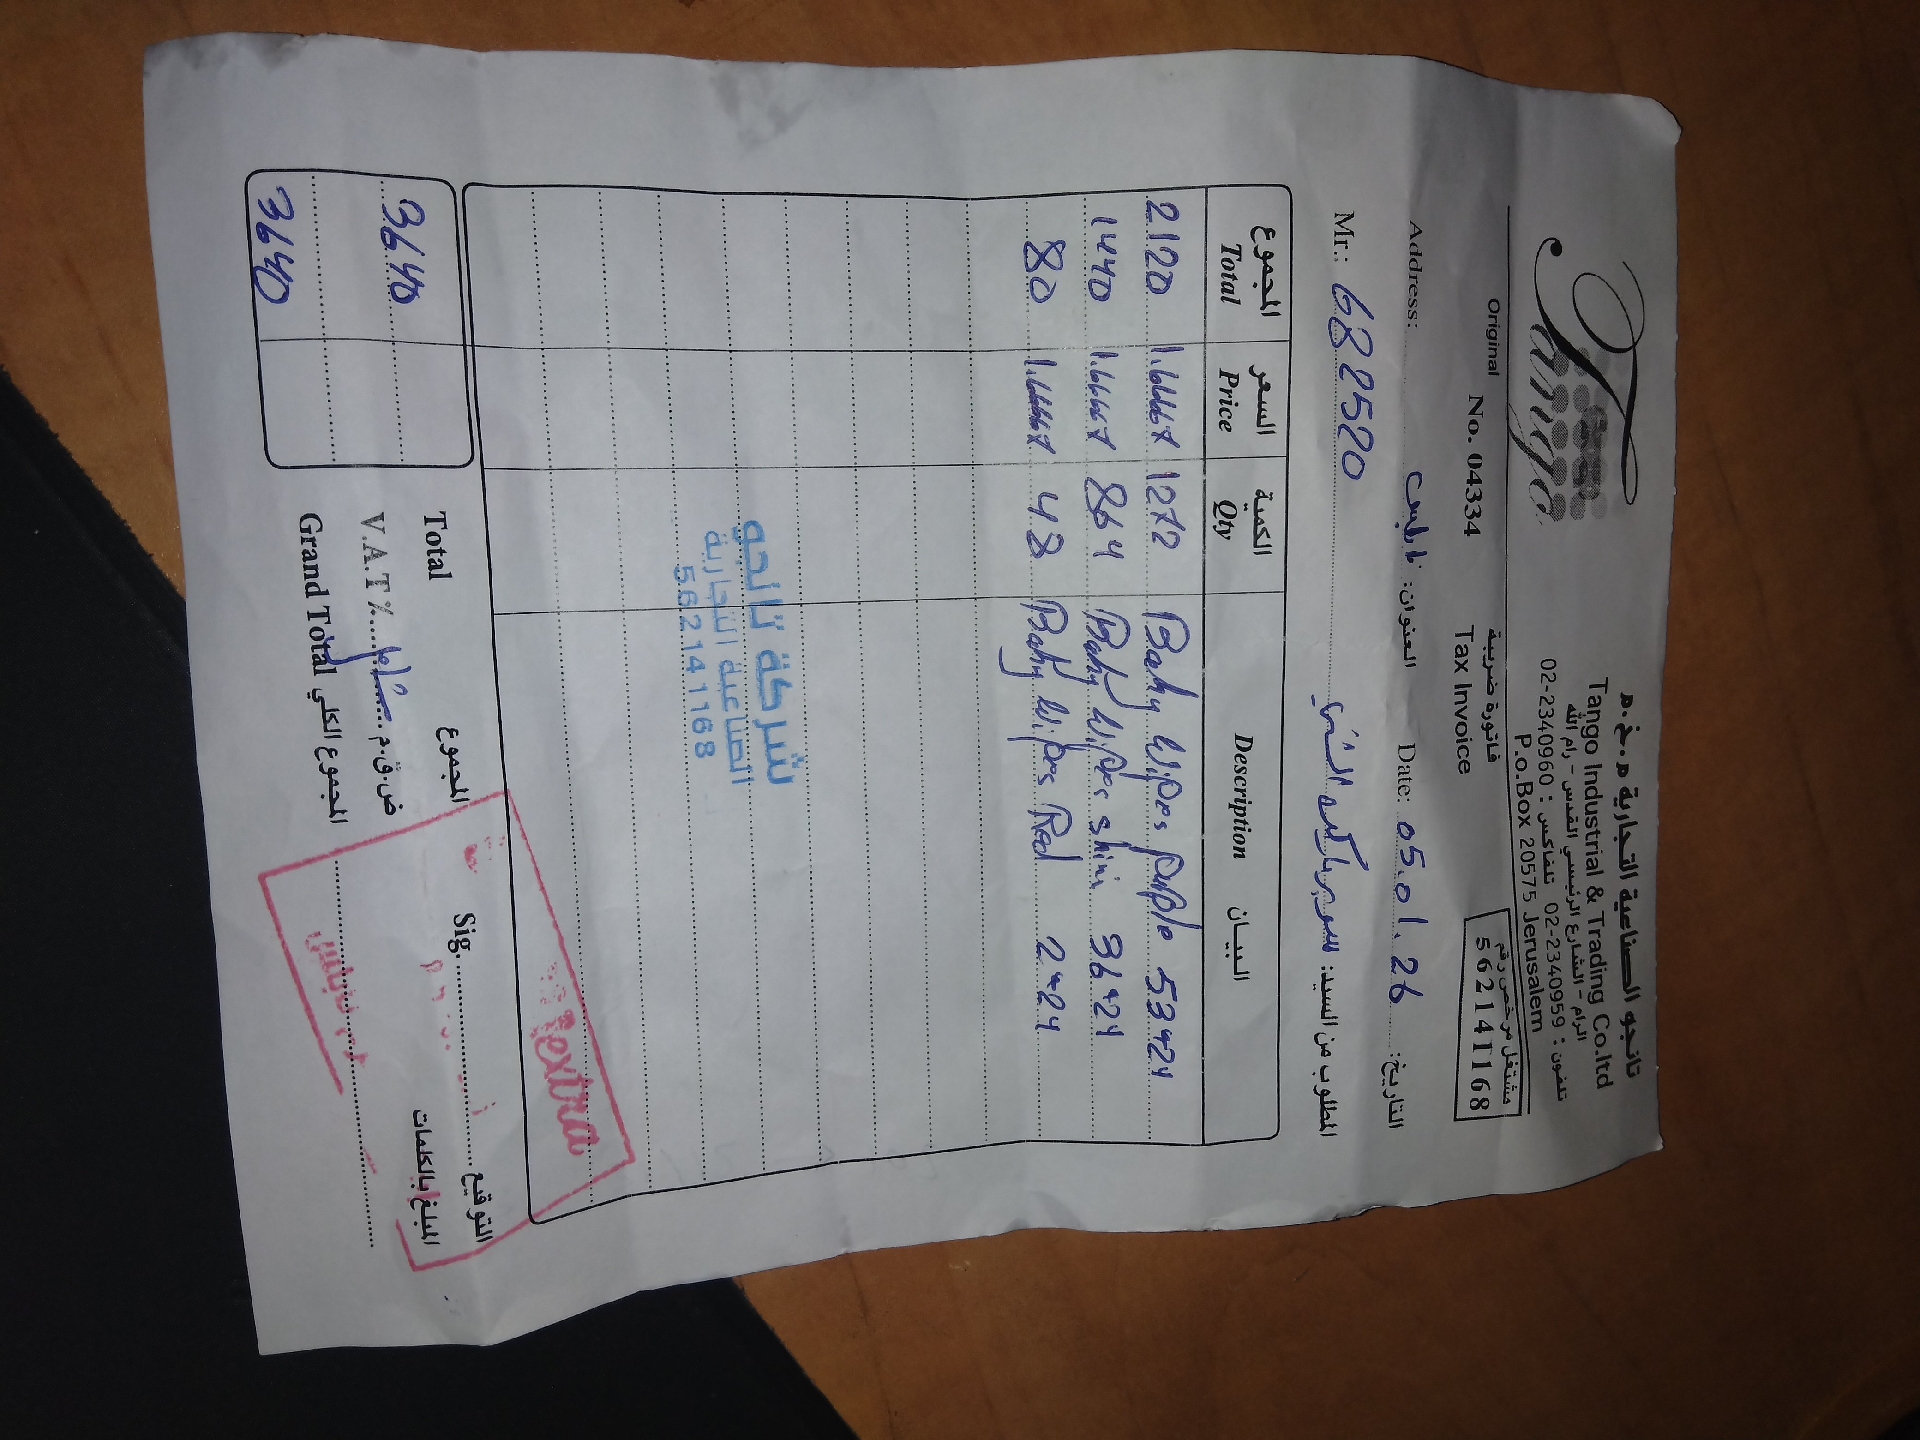 Tango
تانجو الصناعية التجارية م.خ.م
Tango Industrial & Trading Co.ltd
الرام - الشارع الرئيسي القدس - رام الله
تلفون : 02-2340959 تلفاكس : 02-2340960
P.o.Box 20575 Jerusalem
مشتغل مرخص رقم
562141168
فاتورة ضريبية
Tax Invoice
Original No. 04334
Address: نابلس العنوان: Date: 05.01.26 التاريخ:
Mr.: 682520 المطلوب من السيد:
المجموع السعر الكمية البيان
Total Price Qty Description
2120 1.6667 1272 Baby Wipes purple 53*24
1440 1.6667 864 Baby Wipes shini 36*24
80 1.6667 48 Baby Wipes Red 2*24
شركة تانجو
الصناعية التجارية
562141168
extra
3640 Total المجموع
V.A.T٪ شامل ض.ق.م
3640 Grand Total المجموع الكلي
Sig. التوقيع
المبلغ بالكلمات